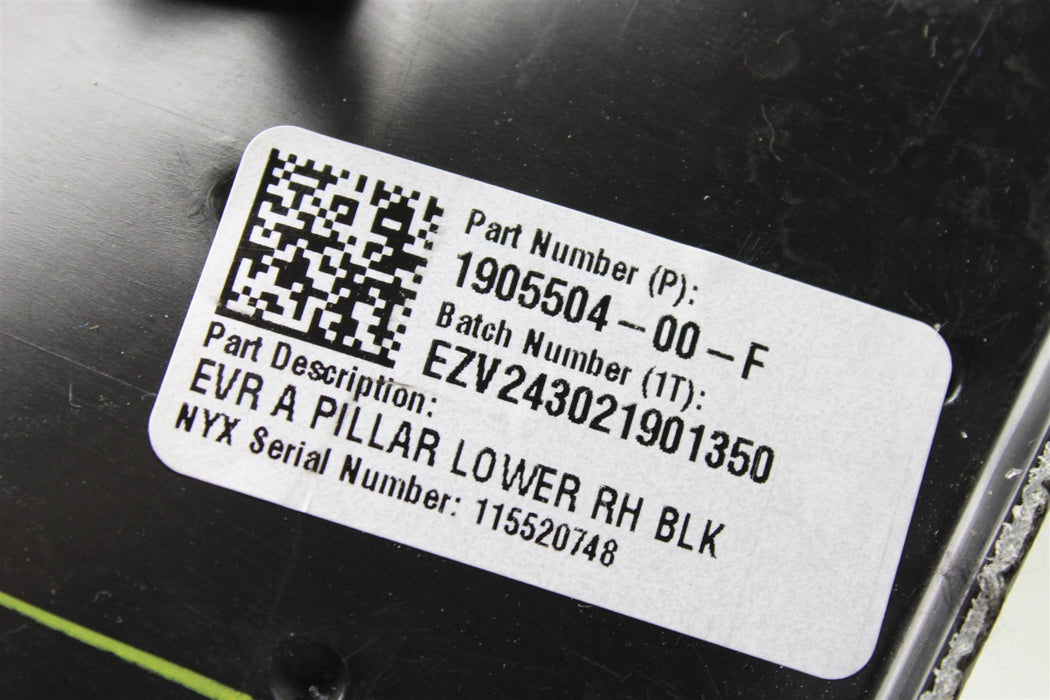 Part Number (P):
1905504-00-F
Batch Number (1T):
EZV243021901350
Part Description:
EVR A PILLAR LOWER RH BLK
NYX Serial Number: 115520748